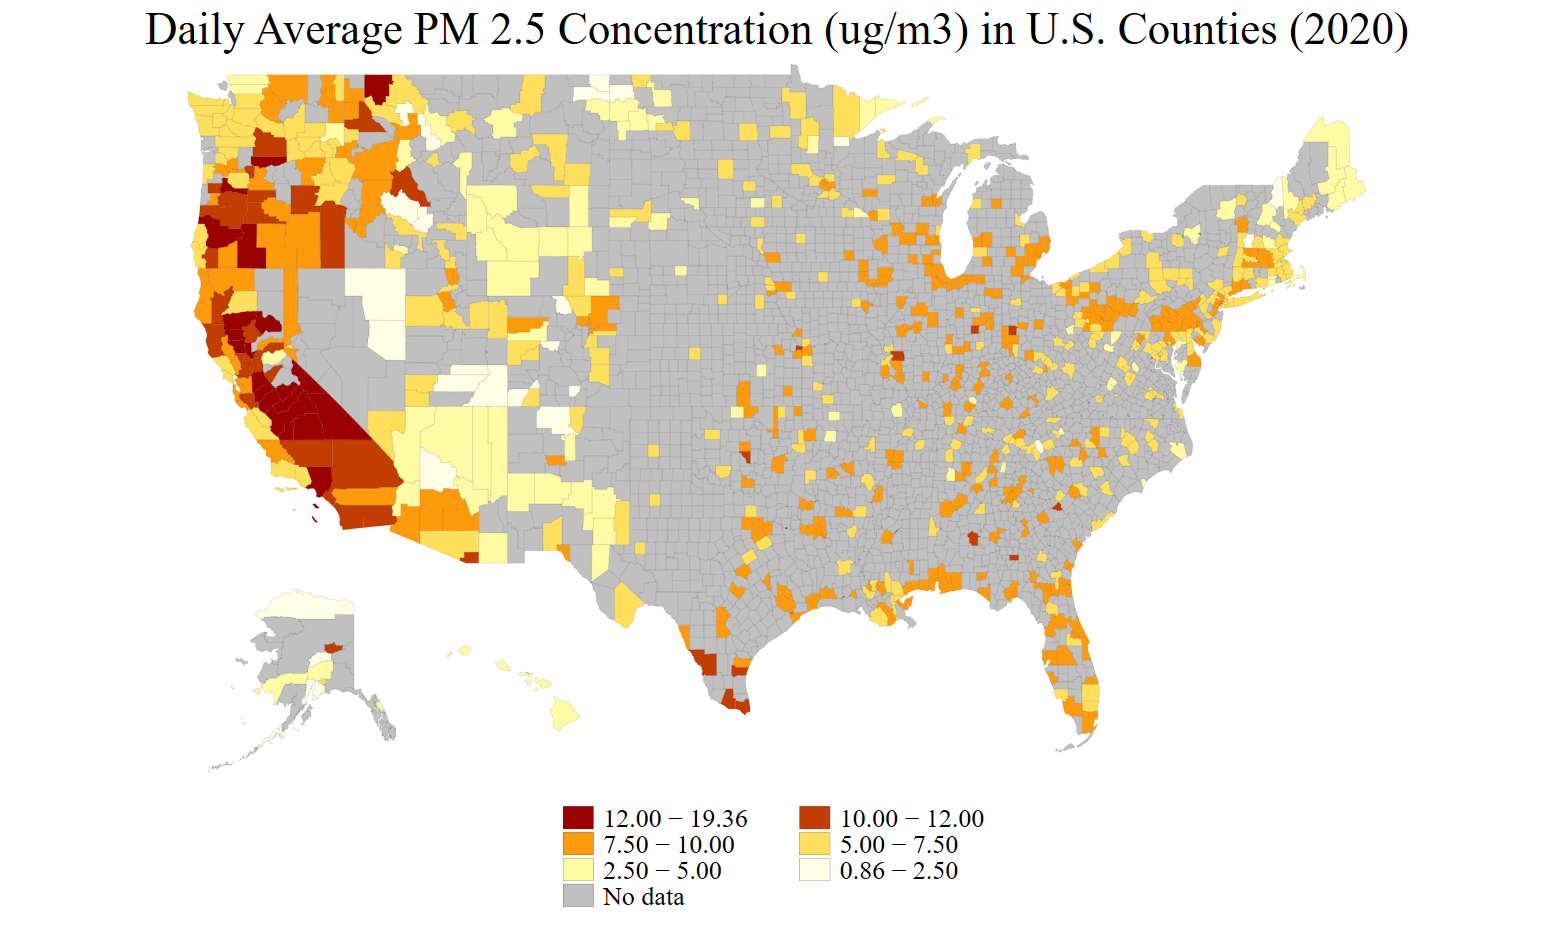 Daily Average PM 2.5 Concentration (ug/m3) in U.S. Counties (2020)
12.00 − 19.36 10.00 − 12.00
7.50 − 10.00 5.00 − 7.50
2.50 − 5.00 0.86 − 2.50
No data